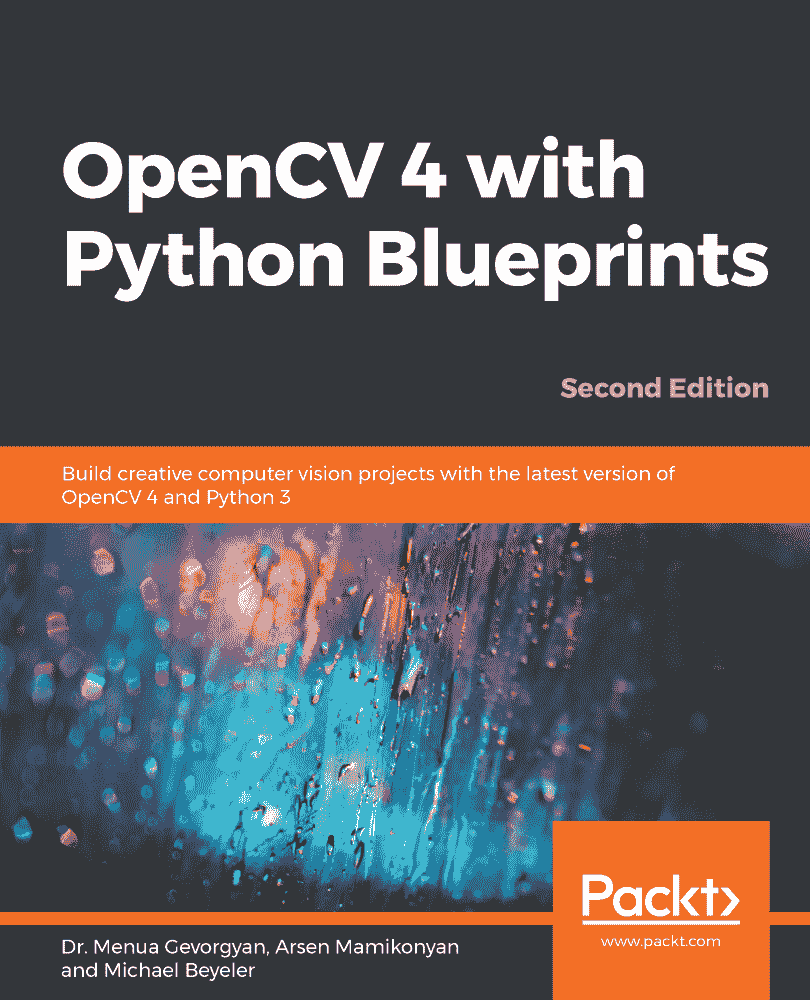 OpenCV 4 with
Python Blueprints
Second Edition
Build creative computer vision projects with the latest version of
OpenCV 4 and Python 3
Packt>
www.packt.com
Dr. Menua Gevorgyan, Arsen Mamikonyan
and Michael Beyeler